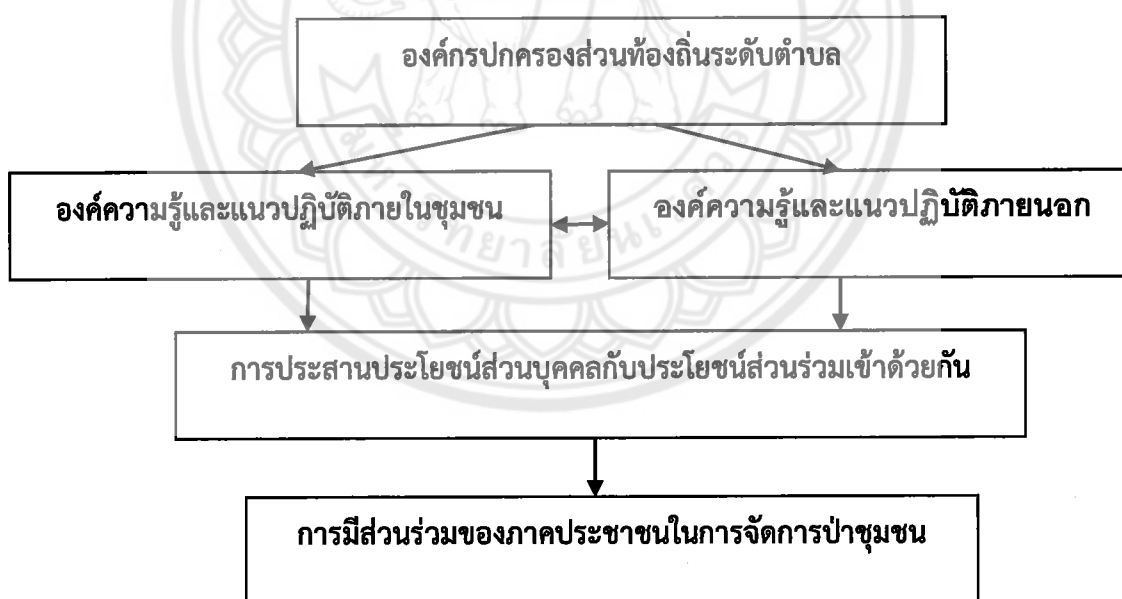 องค์กรปกครองส่วนท้องถิ่นระดับตำบล
องค์ความรู้และแนวปฏิบัติภายในชุมชน
องค์ความรู้และแนวปฏิบัติภายนอก
การประสานประโยชน์ส่วนบุคคลกับประโยชน์ส่วนร่วมเข้าด้วยกัน
การมีส่วนร่วมของภาคประชาชนในการจัดการป่าชุมชน